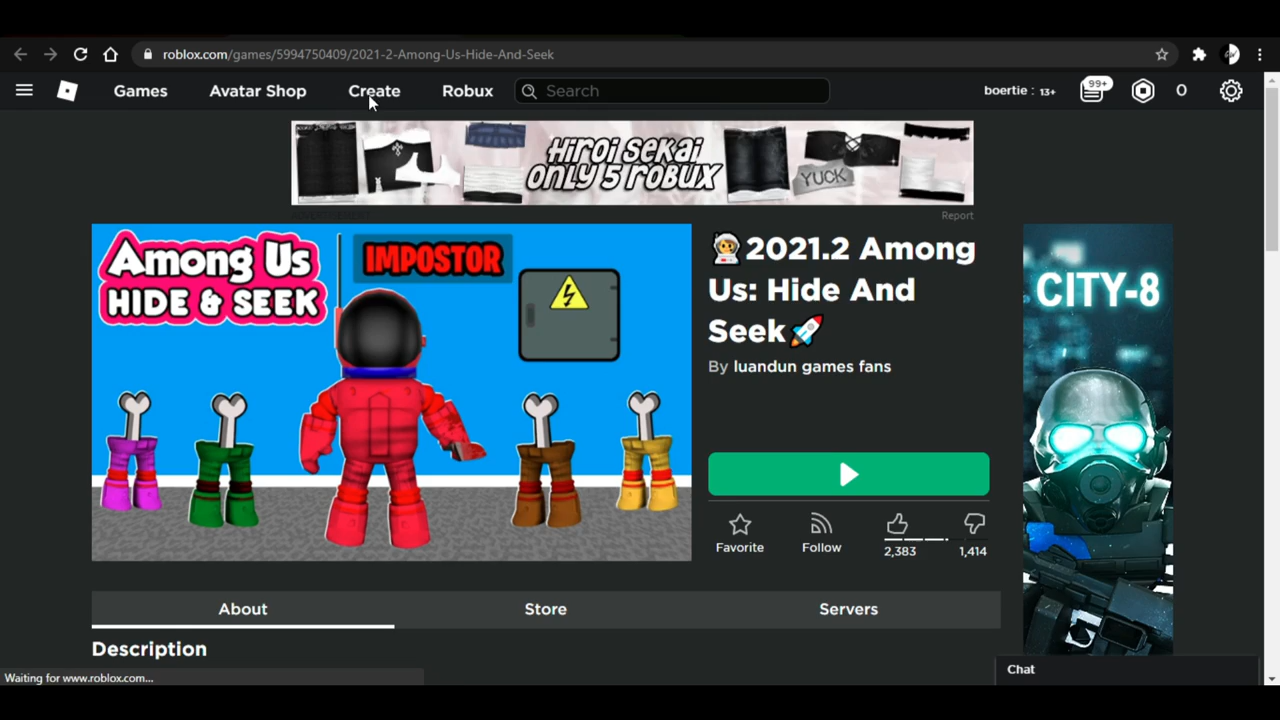 roblox.com/games/5994750409/2021-2-Among-Us-Hide-And-Seek
Games
Avatar Shop
Create
Robux
Search
boertie : 13+
99+
0
HIROI SEKAI
ONLY 5 ROBUX
YUCK
ADVERTISEMENT
Report
Among Us
HIDE & SEEK
IMPOSTOR
2021.2 Among
Us: Hide And
Seek
By luandun games fans
CITY-8
Favorite
Follow
2,383
1,414
About
Store
Servers
Description
Waiting for www.roblox.com...
Chat